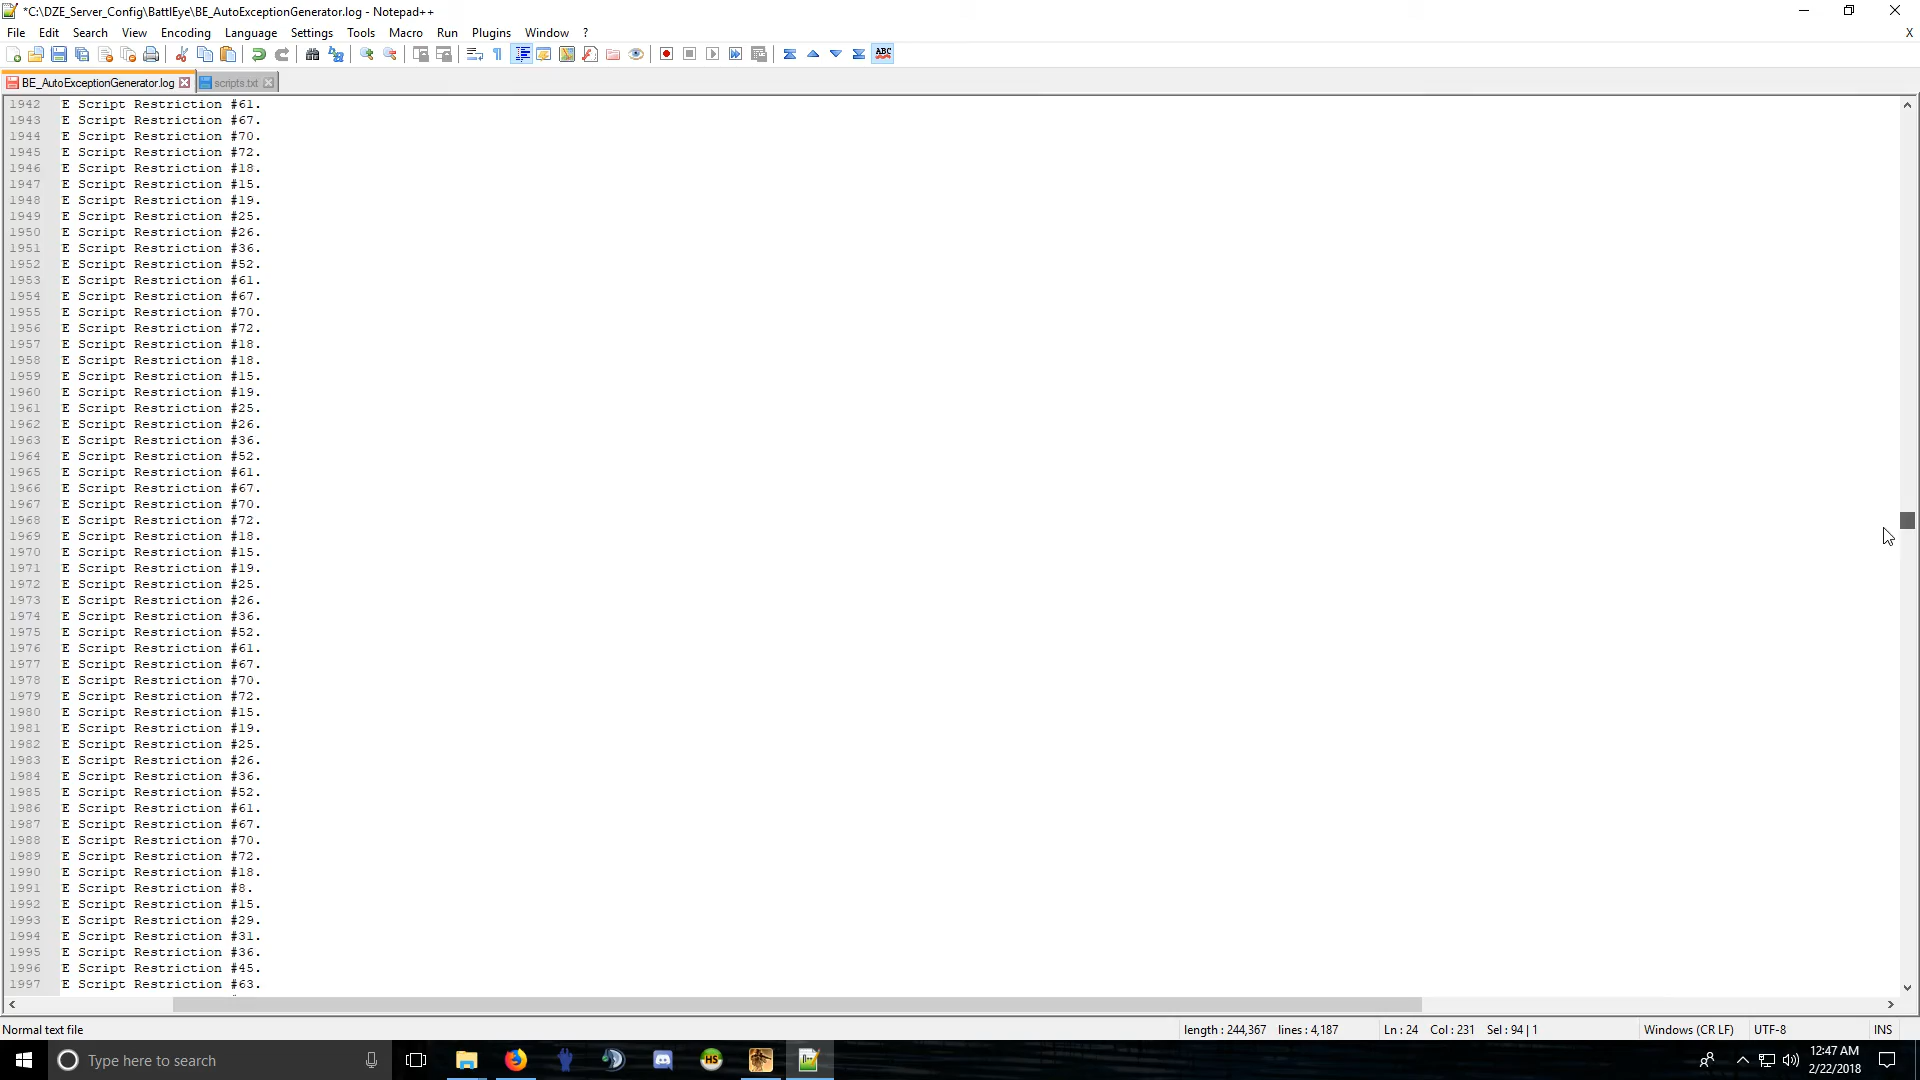 *C:\DZE_Server_Config\BattlEye\BE_AutoExceptionGenerator.log - Notepad++
File Edit Search View Encoding Language Settings Tools Macro Run Plugins Window ? X
BE_AutoExceptionGenerator.log scripts.txt
1942 E Script Restriction #61.
1943 E Script Restriction #67.
1944 E Script Restriction #70.
1945 E Script Restriction #72.
1946 E Script Restriction #18.
1947 E Script Restriction #15.
1948 E Script Restriction #19.
1949 E Script Restriction #25.
1950 E Script Restriction #26.
1951 E Script Restriction #36.
1952 E Script Restriction #52.
1953 E Script Restriction #61.
1954 E Script Restriction #67.
1955 E Script Restriction #70.
1956 E Script Restriction #72.
1957 E Script Restriction #18.
1958 E Script Restriction #18.
1959 E Script Restriction #15.
1960 E Script Restriction #19.
1961 E Script Restriction #25.
1962 E Script Restriction #26.
1963 E Script Restriction #36.
1964 E Script Restriction #52.
1965 E Script Restriction #61.
1966 E Script Restriction #67.
1967 E Script Restriction #70.
1968 E Script Restriction #72.
1969 E Script Restriction #18.
1970 E Script Restriction #15.
1971 E Script Restriction #19.
1972 E Script Restriction #25.
1973 E Script Restriction #26.
1974 E Script Restriction #36.
1975 E Script Restriction #52.
1976 E Script Restriction #61.
1977 E Script Restriction #67.
1978 E Script Restriction #70.
1979 E Script Restriction #72.
1980 E Script Restriction #15.
1981 E Script Restriction #19.
1982 E Script Restriction #25.
1983 E Script Restriction #26.
1984 E Script Restriction #36.
1985 E Script Restriction #52.
1986 E Script Restriction #61.
1987 E Script Restriction #67.
1988 E Script Restriction #70.
1989 E Script Restriction #72.
1990 E Script Restriction #18.
1991 E Script Restriction #8.
1992 E Script Restriction #15.
1993 E Script Restriction #29.
1994 E Script Restriction #31.
1995 E Script Restriction #36.
1996 E Script Restriction #45.
1997 E Script Restriction #63.
Normal text file length : 244,367 lines : 4,187 Ln : 24 Col : 231 Sel : 94 | 1 Windows (CR LF) UTF-8 INS
Type here to search
12:47 AM
2/22/2018